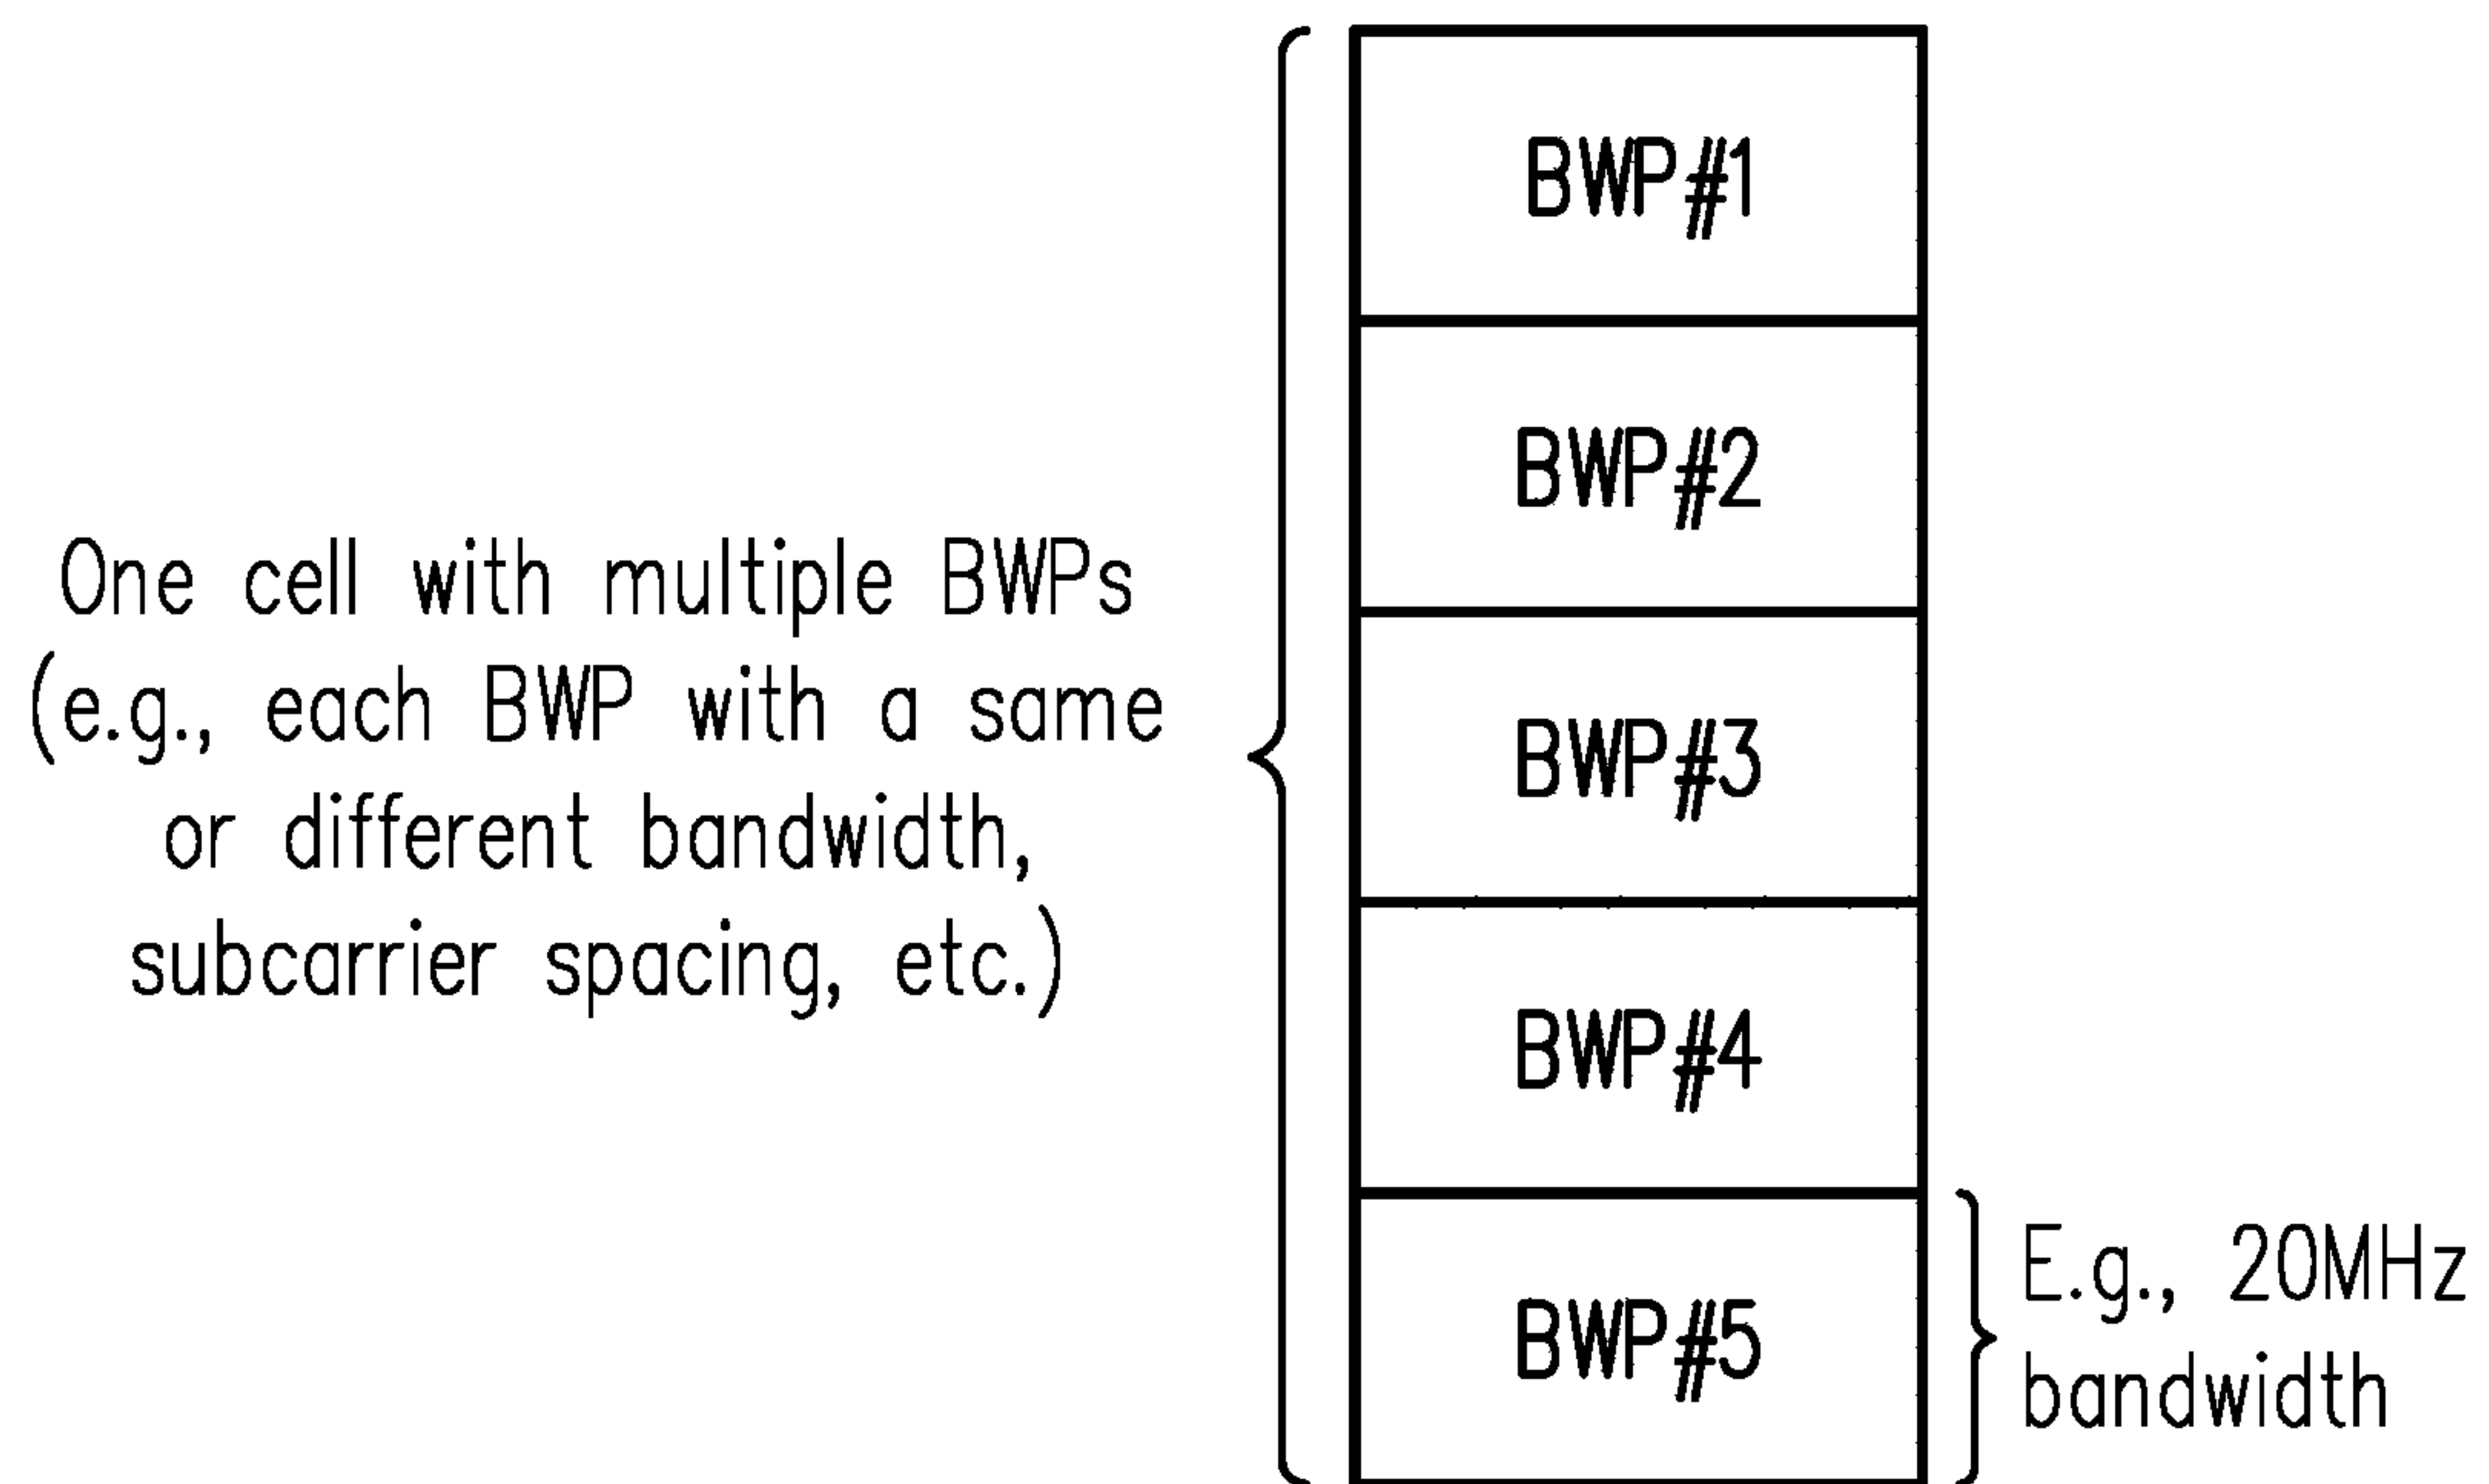 One cell with multiple BWPs
(e.g., each BWP with a same
or different bandwidth,
subcarrier spacing, etc.)
BWP#1
BWP#2
BWP#3
BWP#4
BWP#5
E.g., 20MHz
bandwidth